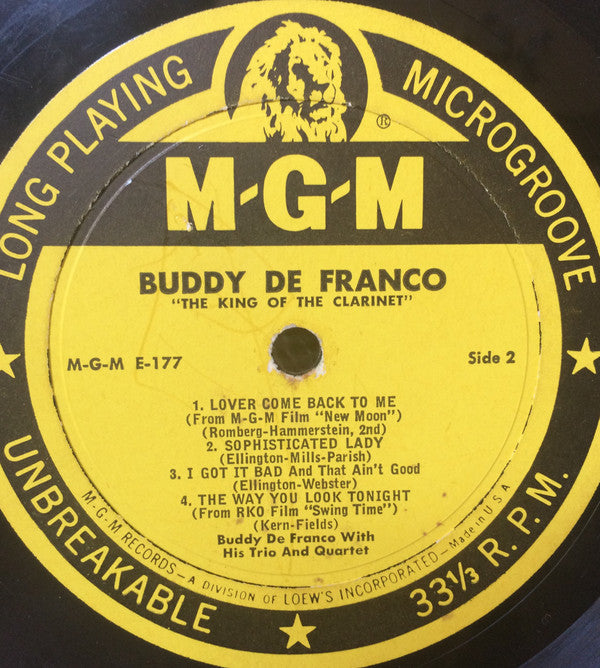 LONG PLAYING
MICROGROOVE
®
M-G-M
BUDDY DE FRANCO
"THE KING OF THE CLARINET"
M-G-M E-177
Side 2
1. LOVER COME BACK TO ME
(From M-G-M Film "New Moon")
(Romberg-Hammerstein, 2nd)
2. SOPHISTICATED LADY
(Ellington-Mills-Parish)
3. I GOT IT BAD And That Ain't Good
(Ellington-Webster)
4. THE WAY YOU LOOK TONIGHT
(From RKO Film "Swing Time")
(Kern-Fields)
Buddy De Franco With
His Trio And Quartet
M-G-M RECORDS — A DIVISION OF LOEW'S INCORPORATED — Made in U S A
UNBREAKABLE
33⅓ R. P. M.